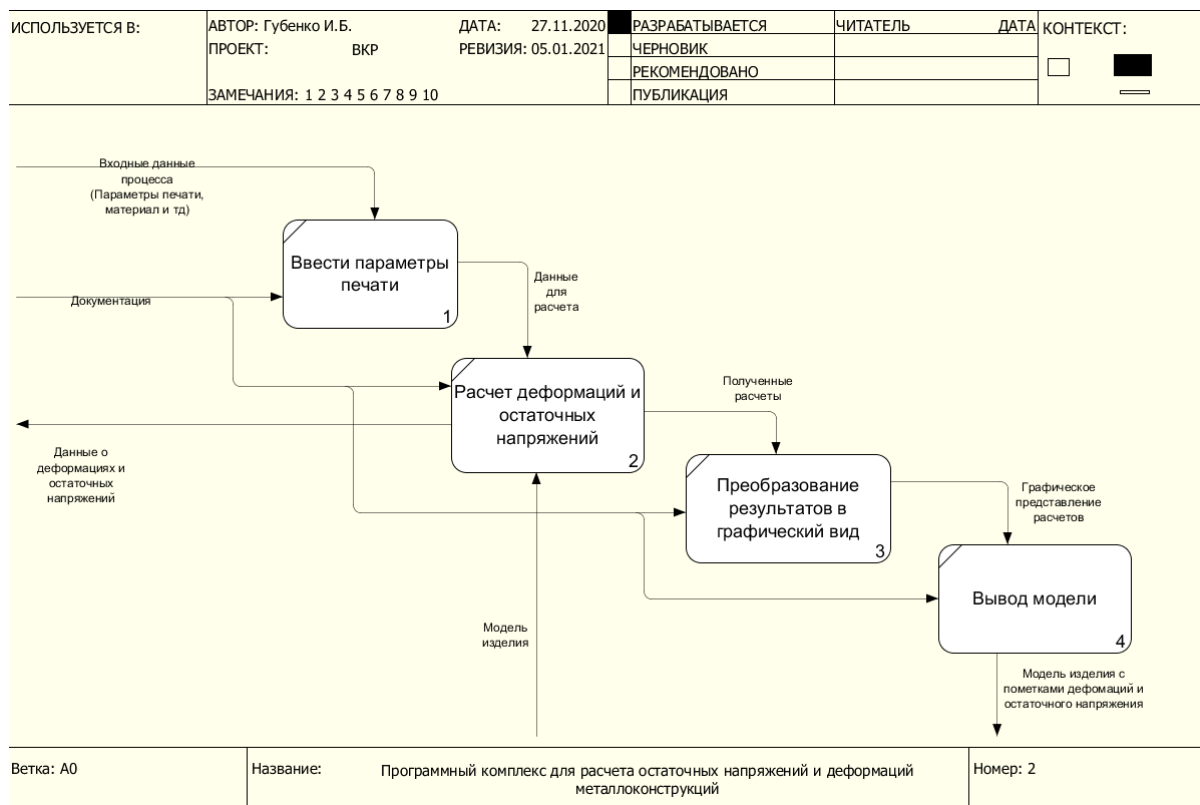 ИСПОЛЬЗУЕТСЯ В:
АВТОР: Губенко И.Б.
ДАТА: 27.11.2020
ПРОЕКТ: ВКР
РЕВИЗИЯ: 05.01.2021
ЗАМЕЧАНИЯ: 1 2 3 4 5 6 7 8 9 10
РАЗРАБАТЫВАЕТСЯ
ЧЕРНОВИК
РЕКОМЕНДОВАНО
ПУБЛИКАЦИЯ
ЧИТАТЕЛЬ
ДАТА
КОНТЕКСТ:
Входные данные
процесса
(Параметры печати,
материал и тд)
Ввести параметры
печати
1
Документация
Данные
для
расчета
Расчет деформаций и
остаточных
напряжений
2
Полученные
расчеты
Данные о
деформациях и
остаточных
напряжений
Преобразование
результатов в
графический вид
3
Графическое
представление
расчетов
Вывод модели
4
Модель
изделия
Модель изделия с
пометками дефомаций и
остаточного напряжения
Ветка: A0
Название:
Программный комплекс для расчета остаточных напряжений и деформаций
металлоконструкций
Номер: 2